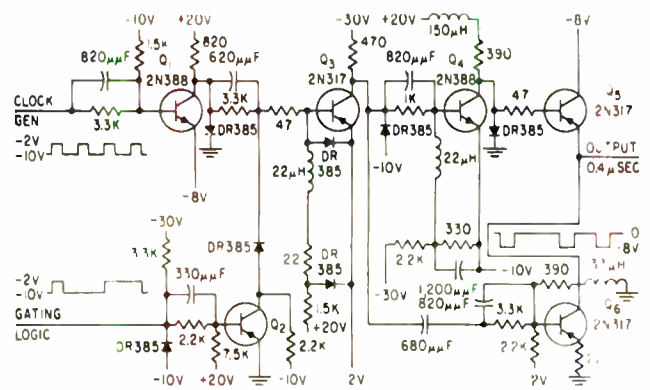 -10V +20V -30V +20V -8V
150μH
820μμF 1.5K Q1 820 620μμF Q3 470 820μμF Q4 390
2N388 2N317 2N388 Q5
CLOCK 3.3K 1K 47 2N317
GEN 3.3K DR385 47 DR 385 DR385
-2V -10V OUTPUT
22μH -10V 22μH 0.4μSEC
-8V
-30V DR385 330 0 -8V
3.3K 22 DR 385 2.2K
-2V -10V 330μμF -30V 1,200μμF -10V 390
820μμF Q6
GATING 2.2K Q2 1.5K 3.3K 2N317
LOGIC 7.5K 2.2K +20V 680μμF 2.2K
DR385
-10V +20V -10V 2V 2V